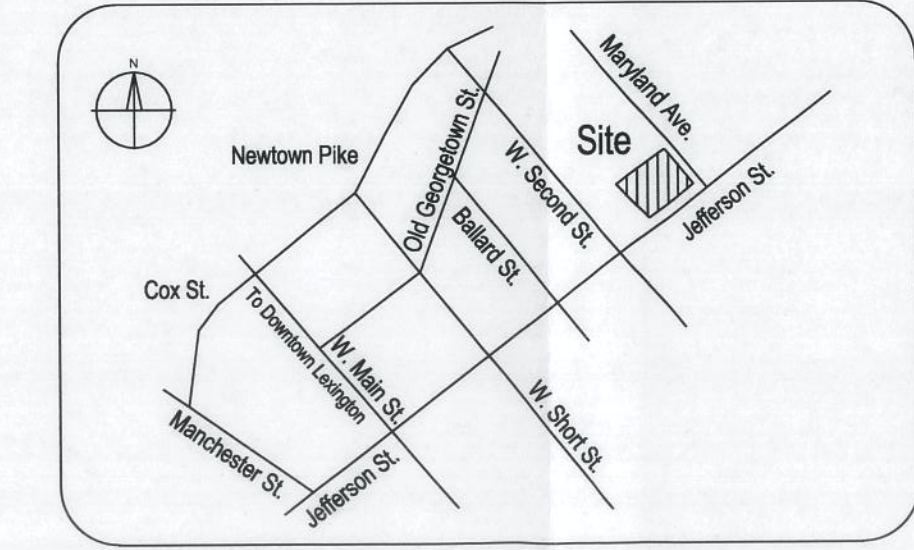 N
Maryland Ave.
Site
Newtown Pike
Old Georgetown St.
W. Second St.
Jefferson St.
Ballard St.
Cox St.
To Downtown Lexington
W. Main St.
W. Short St.
Manchester St.
Jefferson St.